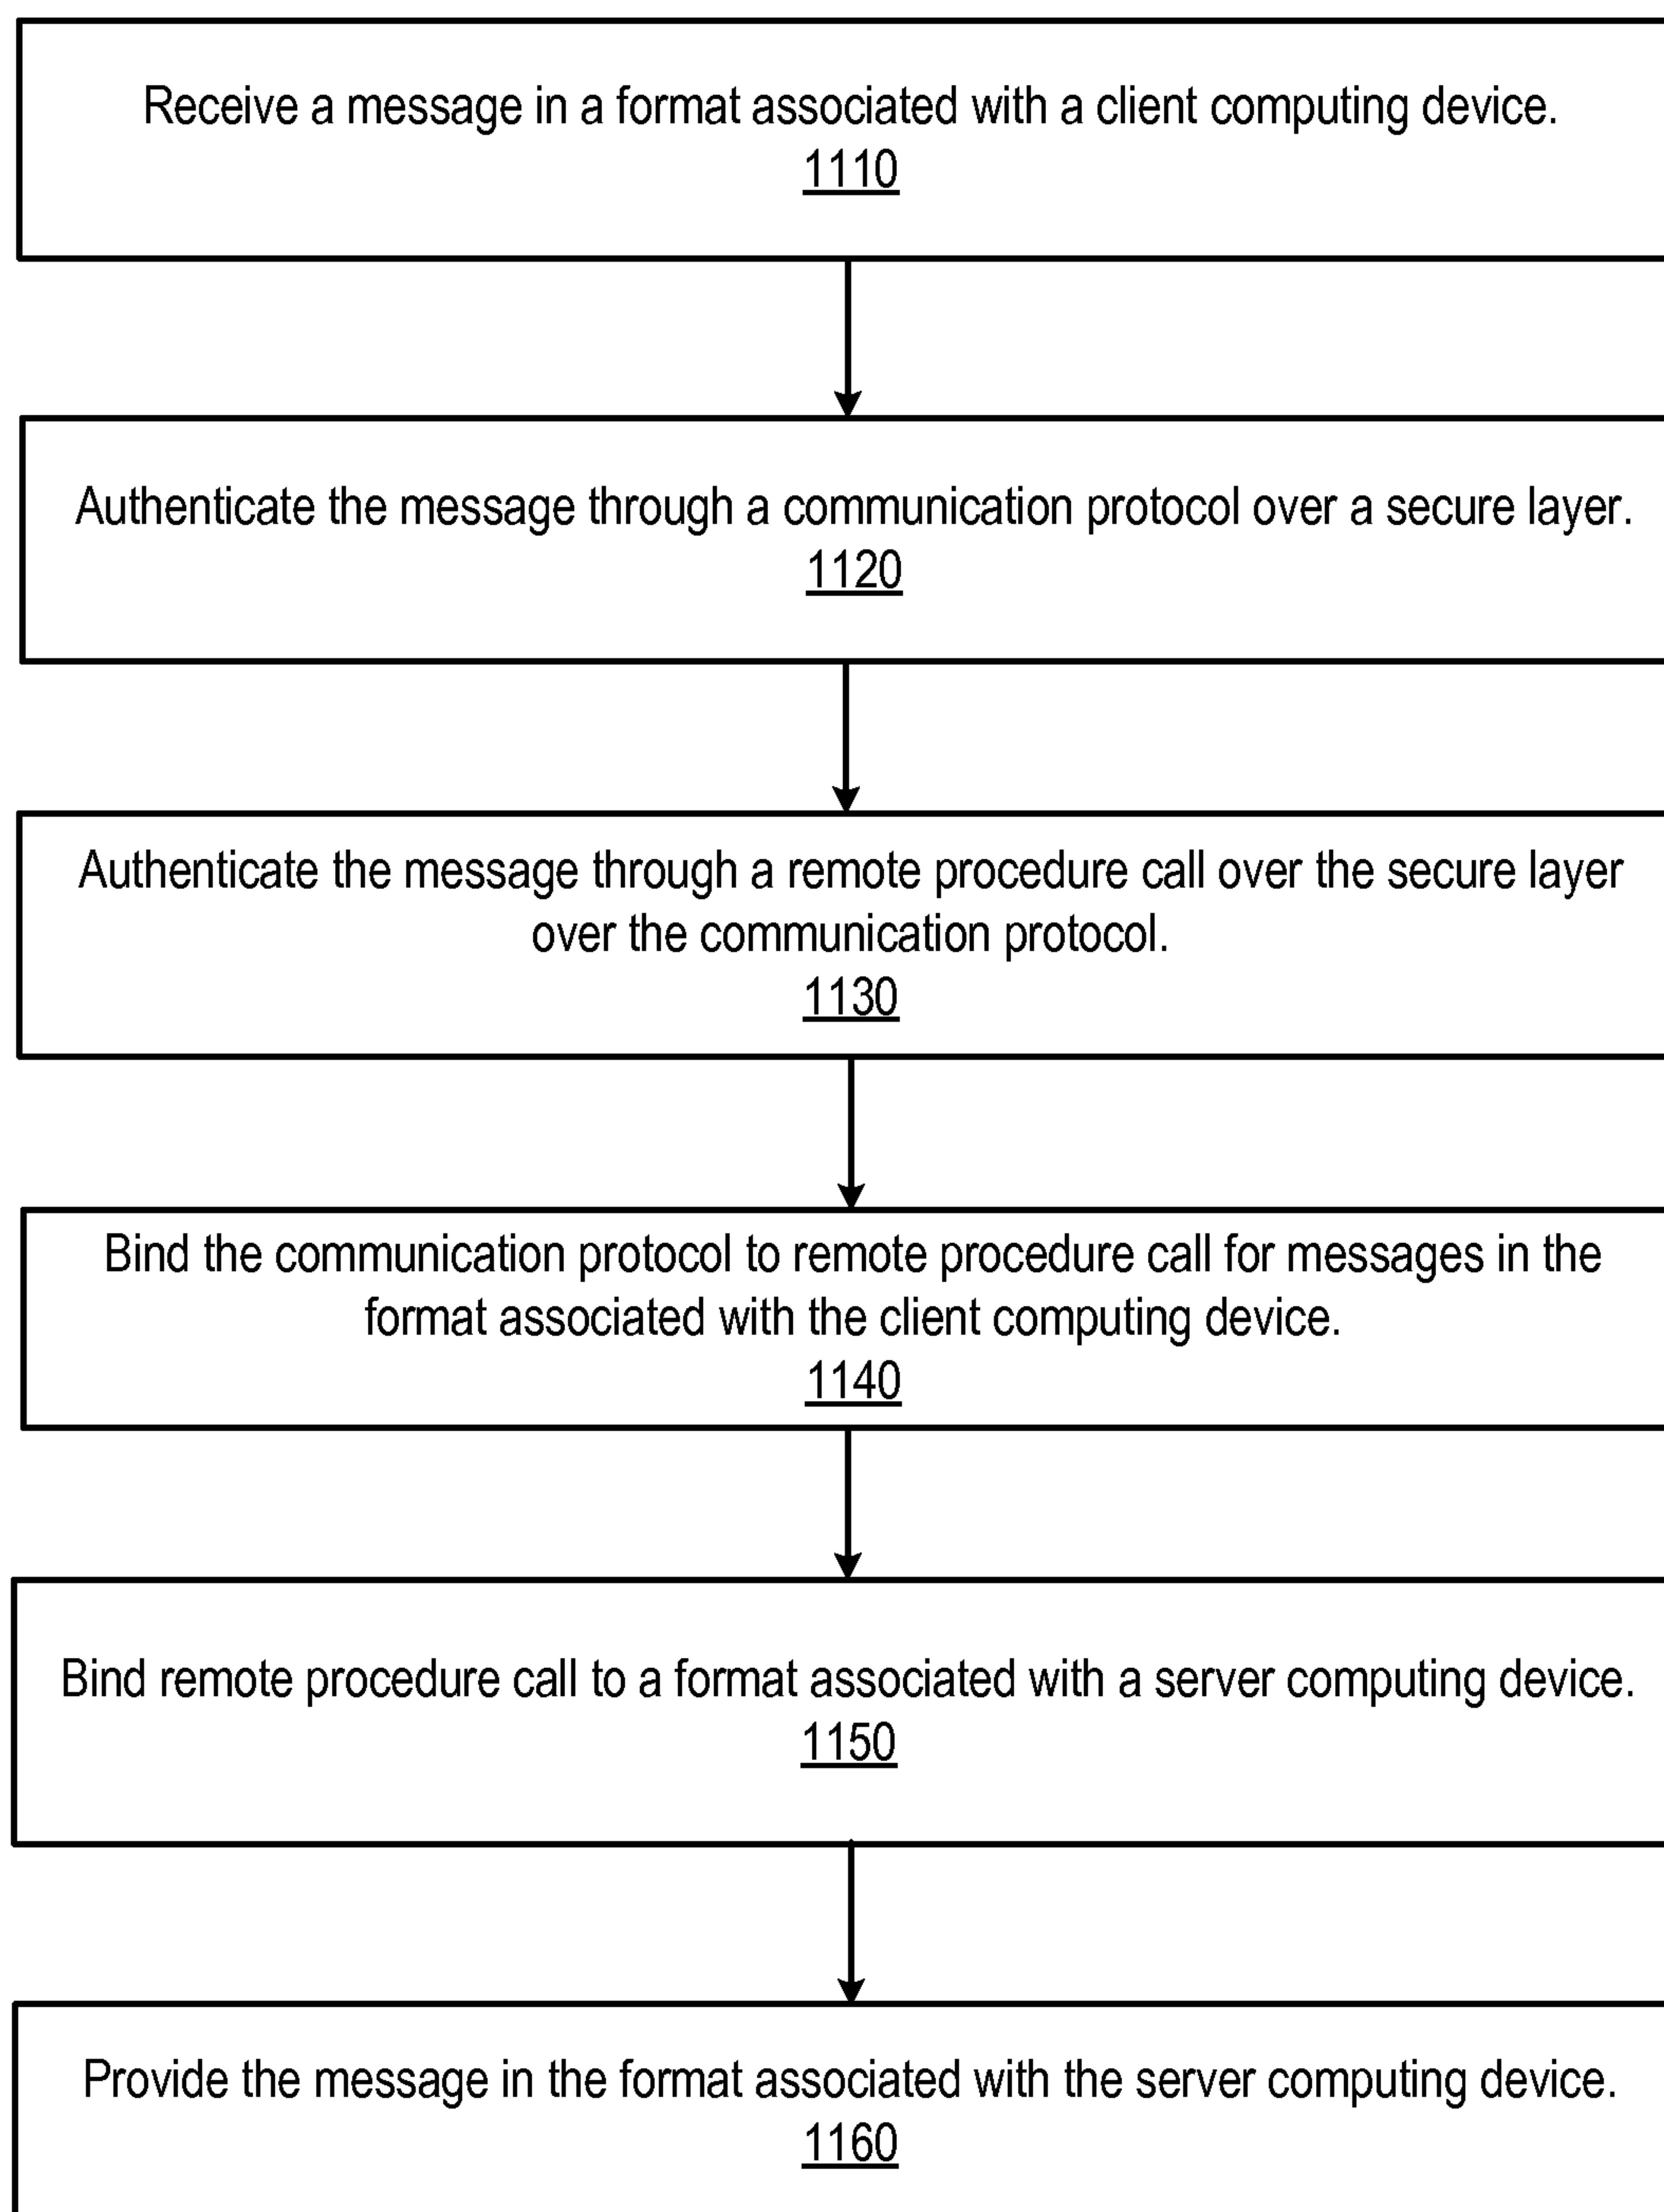 Receive a message in a format associated with a client computing device.
1110
Authenticate the message through a communication protocol over a secure layer.
1120
Authenticate the message through a remote procedure call over the secure layer
over the communication protocol.
1130
Bind the communication protocol to remote procedure call for messages in the
format associated with the client computing device.
1140
Bind remote procedure call to a format associated with a server computing device.
1150
Provide the message in the format associated with the server computing device.
1160